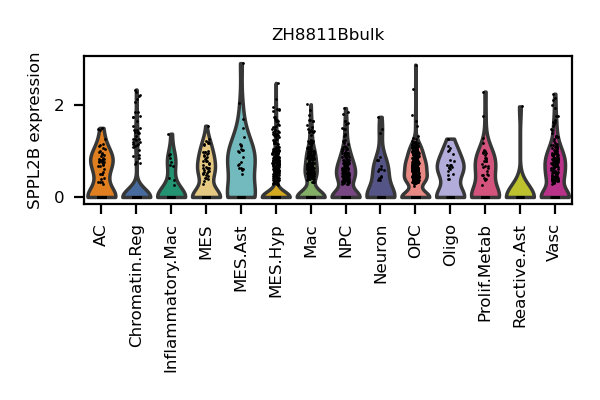 ZH8811Bbulk
SPPL2B expression
2
0
AC
Chromatin.Reg
Inflammatory.Mac
MES
MES.Ast
MES.Hyp
Mac
NPC
Neuron
OPC
Oligo
Prolif.Metab
Reactive.Ast
Vasc